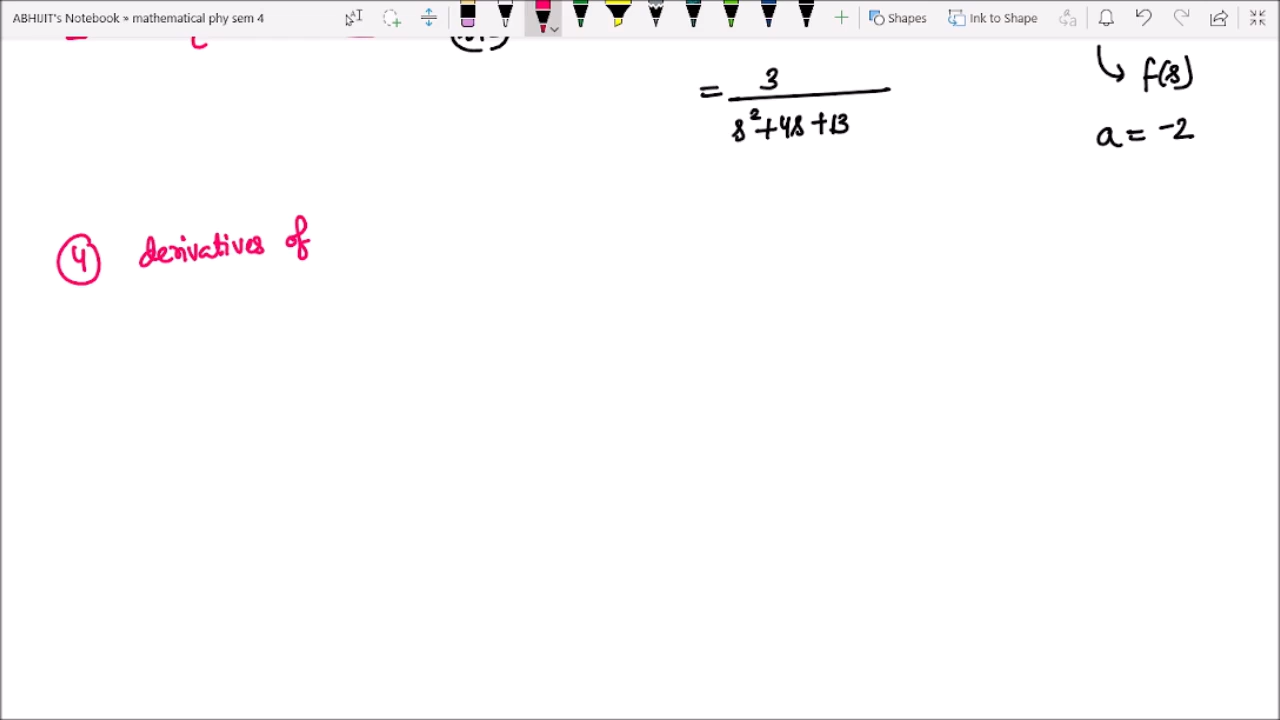 ABHIJIT's Notebook » mathematical phy sem 4
Shapes
Ink to Shape
= 3 / s²+4s+13
f(s)
a = -2
④ derivatives of